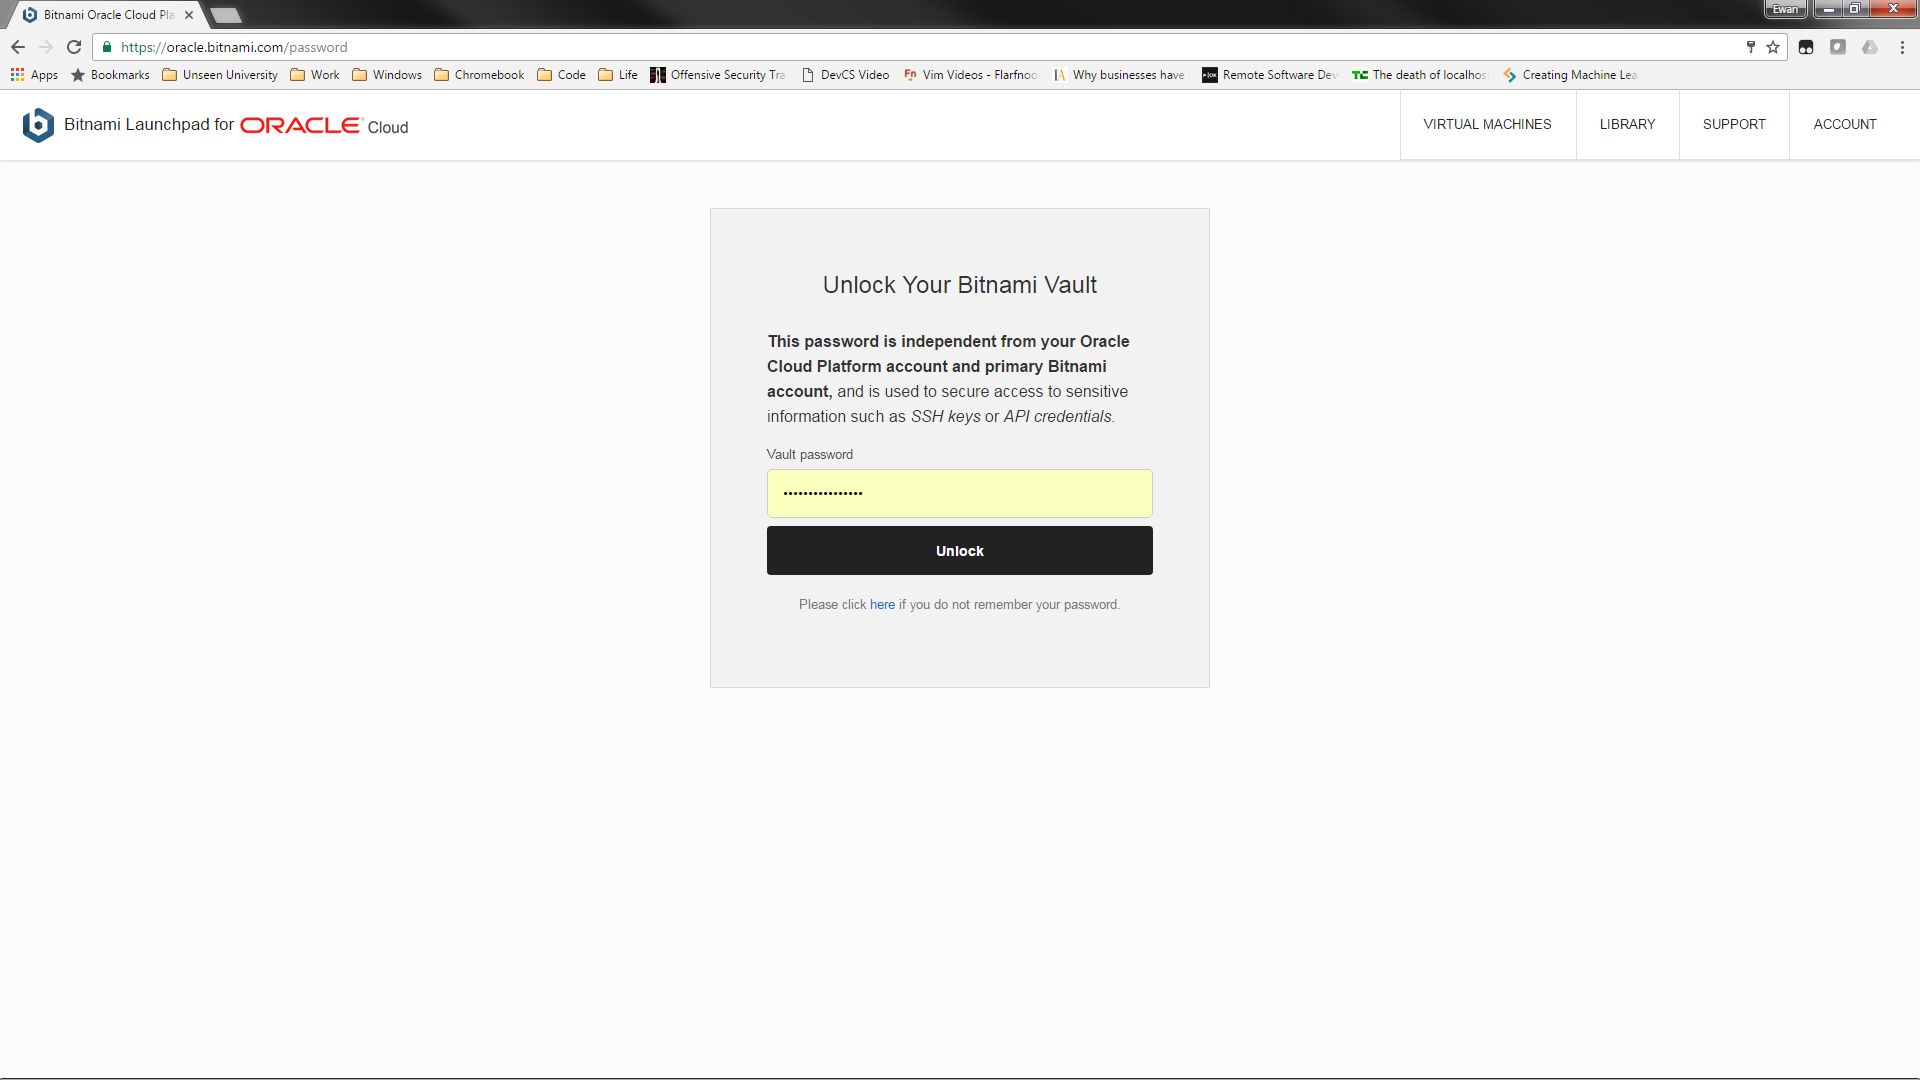 Bitnami Oracle Cloud Pla
Ewan
https://oracle.bitnami.com/password
Apps Bookmarks Unseen University Work Windows Chromebook Code Life Offensive Security Tra DevCS Video Fn Vim Videos - Flarfnoo IA Why businesses have Remote Software Dev TC The death of localhos Creating Machine Lea
Bitnami Launchpad for ORACLE Cloud
VIRTUAL MACHINES LIBRARY SUPPORT ACCOUNT
Unlock Your Bitnami Vault
This password is independent from your Oracle
Cloud Platform account and primary Bitnami
account, and is used to secure access to sensitive
information such as SSH keys or API credentials.
Vault password
••••••••••••••••
Unlock
Please click here if you do not remember your password.